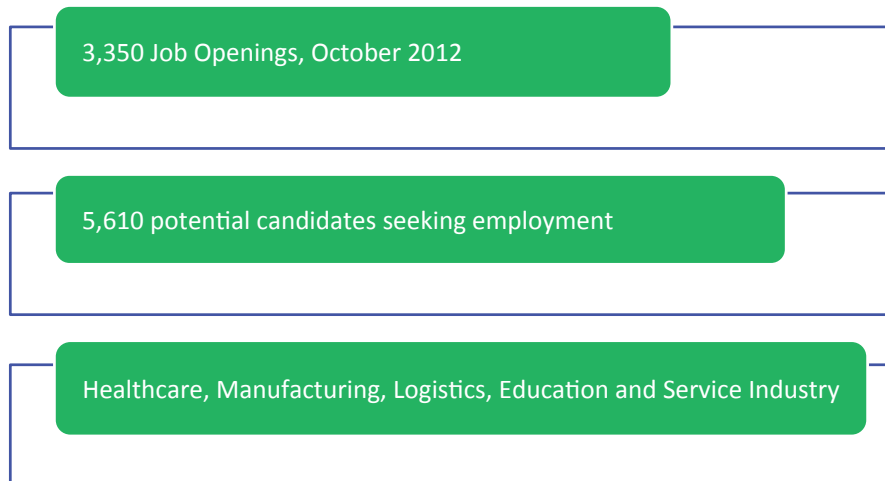 3,350 Job Openings, October 2012
5,610 potential candidates seeking employment
Healthcare, Manufacturing, Logistics, Education and Service Industry